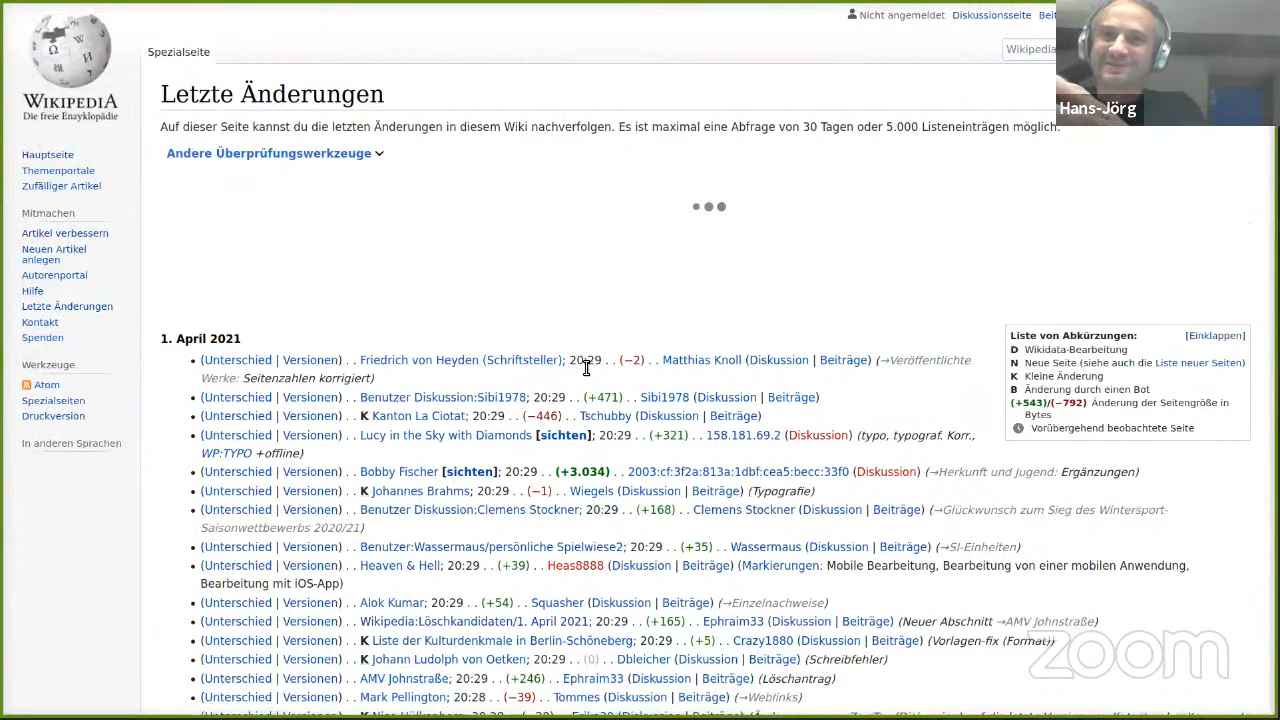 WIKIPEDIA
Die freie Enzyklopädie
Hauptseite
Themenportale
Zufälliger Artikel
Mitmachen
Artikel verbessern
Neuen Artikel
anlegen
Autorenportal
Hilfe
Letzte Änderungen
Kontakt
Spenden
Werkzeuge
Atom
Spezialseiten
Druckversion
In anderen Sprachen
Nicht angemeldet Diskussionsseite
Spezialseite
Wikipedia
Hans-Jörg
Letzte Änderungen
Auf dieser Seite kannst du die letzten Änderungen in diesem Wiki nachverfolgen. Es ist maximal eine Abfrage von 30 Tagen oder 5.000 Listeneinträgen möglich.
Andere Überprüfungswerkzeuge
1. April 2021
Liste von Abkürzungen: [Einklappen]
D Wikidata-Bearbeitung
N Neue Seite (siehe auch die Liste neuer Seiten)
K Kleine Änderung
B Änderung durch einen Bot
(+543)/(−792) Änderung der Seitengröße in
Bytes
Vorübergehend beobachtete Seite
• (Unterschied | Versionen) . . Friedrich von Heyden (Schriftsteller); 20:29 . . (−2) . . Matthias Knoll (Diskussion | Beiträge) (→Veröffentlichte
Werke: Seitenzahlen korrigiert)
• (Unterschied | Versionen) . . Benutzer Diskussion:Sibi1978; 20:29 . . (+471) . . Sibi1978 (Diskussion | Beiträge)
• (Unterschied | Versionen) . . K Kanton La Ciotat; 20:29 . . (−446) . . Tschubby (Diskussion | Beiträge)
• (Unterschied | Versionen) . . Lucy in the Sky with Diamonds [sichten]; 20:29 . . (+321) . . 158.181.69.2 (Diskussion) (typo, typograf. Korr.,
WP:TYPO +offline)
• (Unterschied | Versionen) . . Bobby Fischer [sichten]; 20:29 . . (+3.034) . . 2003:cf:3f2a:813a:1dbf:cea5:becc:33f0 (Diskussion) (→Herkunft und Jugend: Ergänzungen)
• (Unterschied | Versionen) . . K Johannes Brahms; 20:29 . . (−1) . . Wiegels (Diskussion | Beiträge) (Typografie)
• (Unterschied | Versionen) . . Benutzer Diskussion:Clemens Stockner; 20:29 . . (+168) . . Clemens Stockner (Diskussion | Beiträge) (→Glückwunsch zum Sieg des Wintersport-
Saisonwettbewerbs 2020/21)
• (Unterschied | Versionen) . . Benutzer:Wassermaus/persönliche Spielwiese2; 20:29 . . (+35) . . Wassermaus (Diskussion | Beiträge) (→SI-Einheiten)
• (Unterschied | Versionen) . . Heaven & Hell; 20:29 . . (+39) . . Heas8888 (Diskussion | Beiträge) (Markierungen: Mobile Bearbeitung, Bearbeitung von einer mobilen Anwendung,
Bearbeitung mit iOS-App)
• (Unterschied | Versionen) . . Alok Kumar; 20:29 . . (+54) . . Squasher (Diskussion | Beiträge) (→Einzelnachweise)
• (Unterschied | Versionen) . . Wikipedia:Löschkandidaten/1. April 2021; 20:29 . . (+165) . . Ephraim33 (Diskussion | Beiträge) (Neuer Abschnitt →AMV Johnstraße)
• (Unterschied | Versionen) . . K Liste der Kulturdenkmale in Berlin-Schöneberg; 20:29 . . (+5) . . Crazy1880 (Diskussion | Beiträge) (Vorlagen-fix (Format))
• (Unterschied | Versionen) . . K Johann Ludolph von Oetken; 20:29 . . (0) . . Dbleicher (Diskussion | Beiträge) (Schreibfehler)
• (Unterschied | Versionen) . . AMV Johnstraße; 20:29 . . (+246) . . Ephraim33 (Diskussion | Beiträge) (Löschantrag)
• (Unterschied | Versionen) . . Mark Pellington; 20:28 . . (−39) . . Tommes (Diskussion | Beiträge) (→Weblinks)
zoom